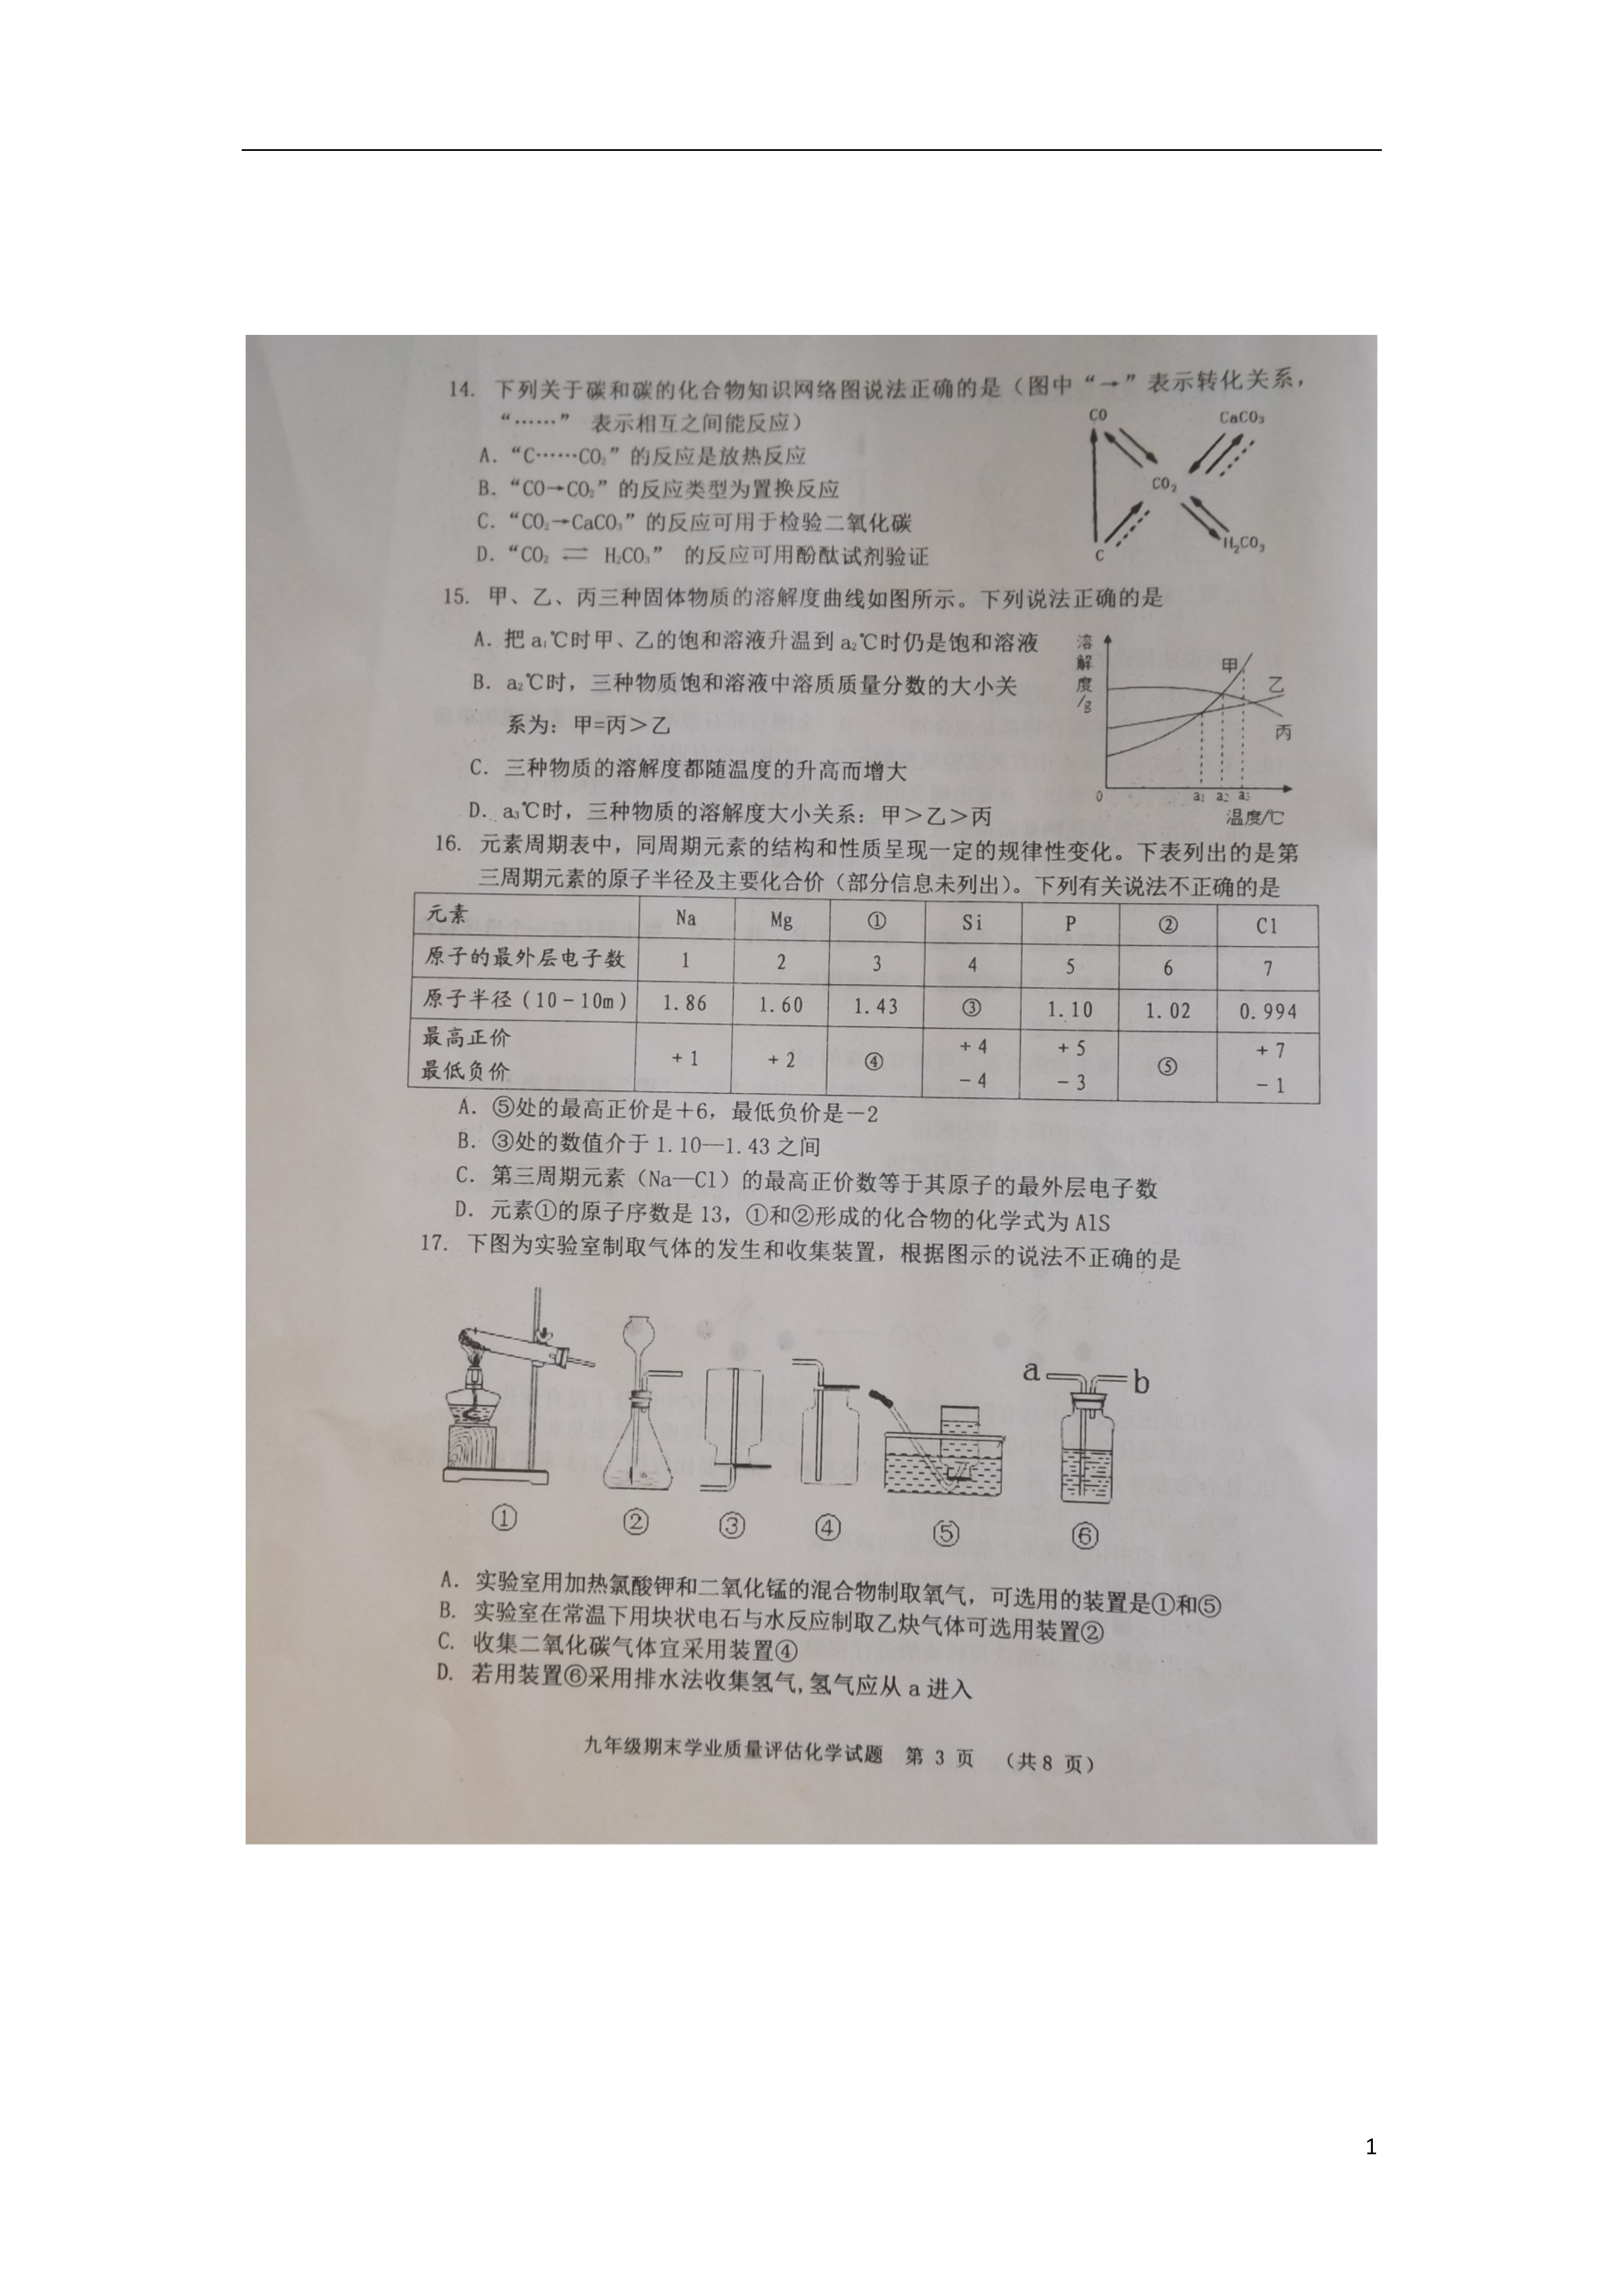 14. 下列关于碳和碳的化合物知识网络图说法正确的是（图中“→”表示转化关系，
“……” 表示相互之间能反应）
A. “C……CO₂”的反应是放热反应
B. “CO→CO₂”的反应类型为置换反应
C. “CO₂→CaCO₃”的反应可用于检验二氧化碳
D. “CO₂ ⇌ H₂CO₃” 的反应可用酚酞试剂验证
CO CaCO₃
CO₂
C H₂CO₃
15. 甲、乙、丙三种固体物质的溶解度曲线如图所示。下列说法正确的是
A. 把 a₁℃时甲、乙的饱和溶液升温到 a₂℃时仍是饱和溶液
B. a₂℃时，三种物质饱和溶液中溶质质量分数的大小关
系为：甲=丙＞乙
C. 三种物质的溶解度都随温度的升高而增大
D. a₃℃时，三种物质的溶解度大小关系：甲＞乙＞丙
溶解度/g
甲
乙
丙
0 a₁ a₂ a₃
温度/℃
16. 元素周期表中，同周期元素的结构和性质呈现一定的规律性变化。下表列出的是第
三周期元素的原子半径及主要化合价（部分信息未列出）。下列有关说法不正确的是
元素 Na Mg ① Si P ② Cl
原子的最外层电子数 1 2 3 4 5 6 7
原子半径(10－10m) 1.86 1.60 1.43 ③ 1.10 1.02 0.994
最高正价 +1 +2 ④ +4 +5 ⑤ +7
最低负价 －4 －3 －1
A. ⑤处的最高正价是＋6，最低负价是－2
B. ③处的数值介于 1.10—1.43 之间
C. 第三周期元素（Na—Cl）的最高正价数等于其原子的最外层电子数
D. 元素①的原子序数是 13，①和②形成的化合物的化学式为 AlS
17. 下图为实验室制取气体的发生和收集装置，根据图示的说法不正确的是
a b
① ② ③ ④ ⑤ ⑥
A. 实验室用加热氯酸钾和二氧化锰的混合物制取氧气，可选用的装置是①和⑤
B. 实验室在常温下用块状电石与水反应制取乙炔气体可选用装置②
C. 收集二氧化碳气体宜采用装置④
D. 若用装置⑥采用排水法收集氢气,氢气应从 a 进入
九年级期末学业质量评估化学试题 第 3 页 （共 8 页）
1